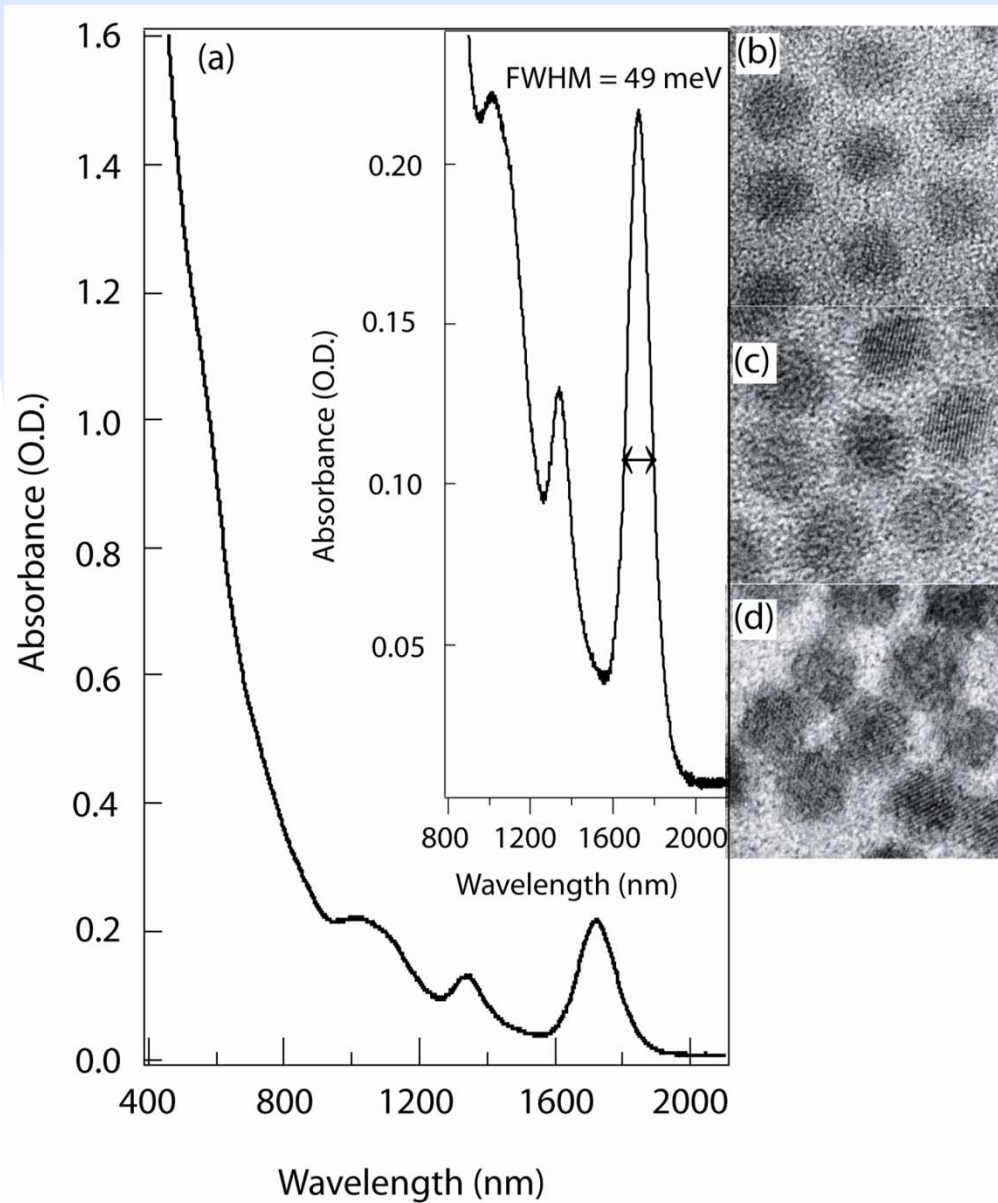 (a)
1.6
1.4
1.2
1.0
0.8
0.6
0.4
0.2
0.0
Absorbance (O.D.)
400 800 1200 1600 2000
Wavelength (nm)
FWHM = 49 meV
0.20
0.15
0.10
0.05
Absorbance (O.D.)
800 1200 1600 2000
Wavelength (nm)
(b)
(c)
(d)